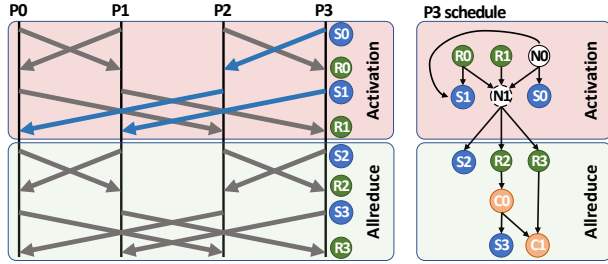 P0 P1 P2 P3
S0
R0
S1
R1
Activation
S2
R2
S3
R3
Allreduce
P3 schedule
R0 R1 N0
S1 N1 S0
Activation
S2 R2 R3
C0
S3 C1
Allreduce